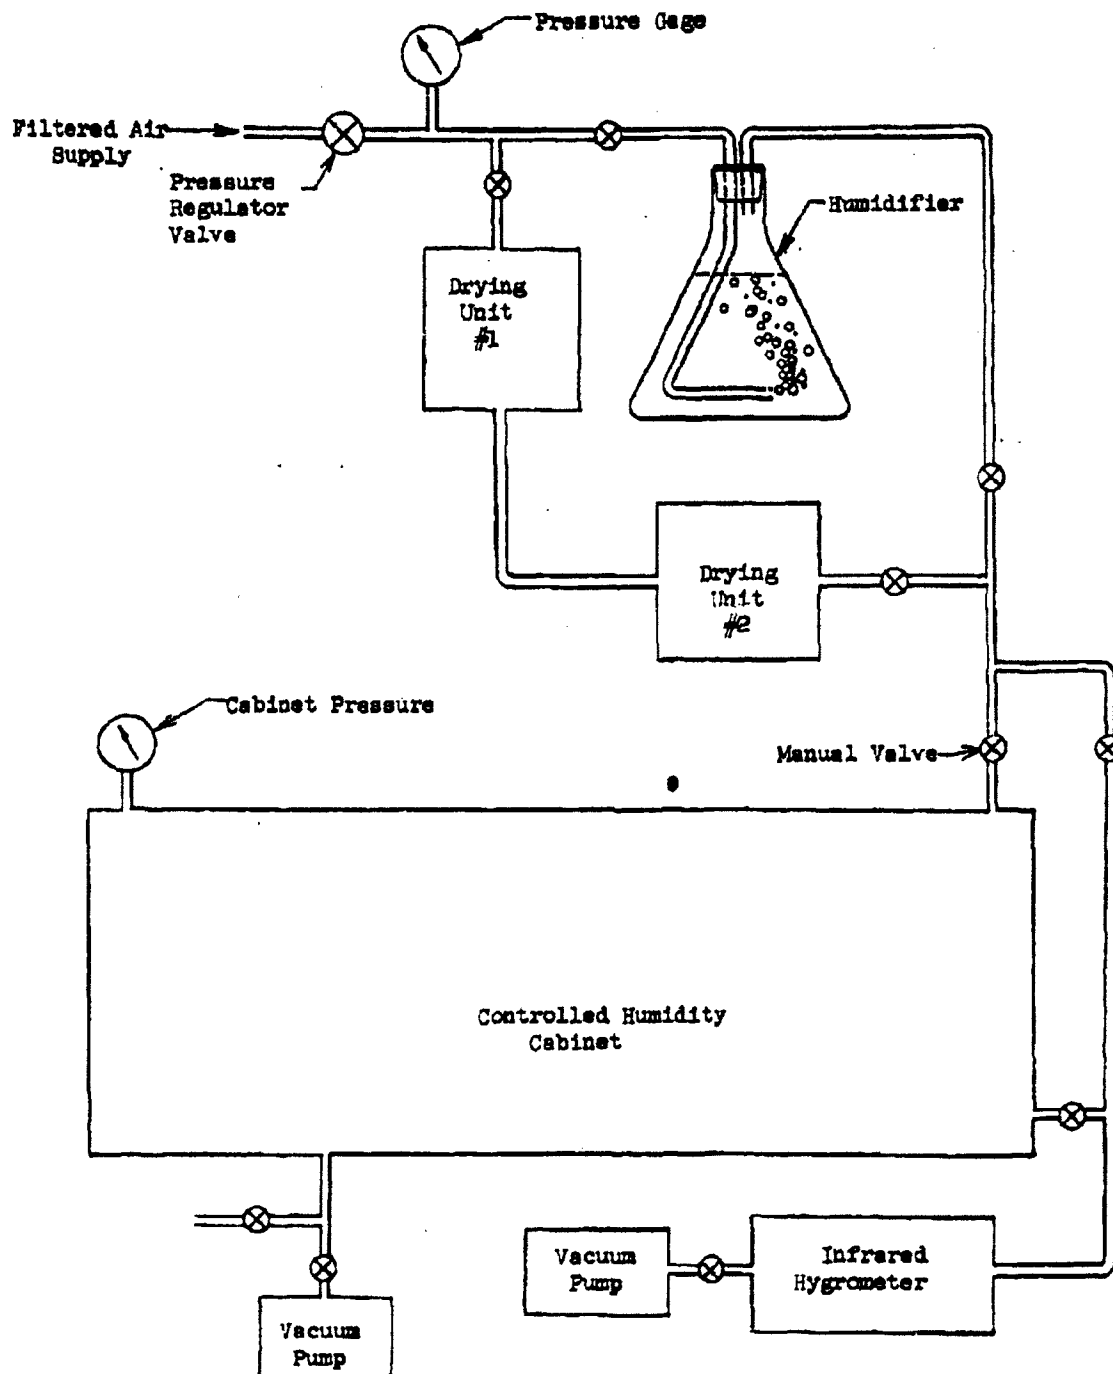 Pressure Gage
Filtered Air
Supply
Pressure
Regulator
Valve
Humidifier
Drying
Unit
#1
Drying
Unit
#2
Cabinet Pressure
Manual Valve
Controlled Humidity
Cabinet
Vacuum
Pump
Infrared
Hygrometer
Vacuum
Pump